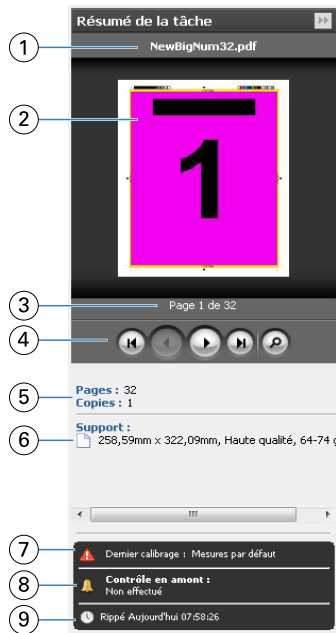 Résumé de la tâche
1
NewBigNum32.pdf
2
1
3
Page 1 de 32
4
5
Pages : 32
Copies : 1
6
Support :
258,59mm x 322,09mm, Haute qualité, 64-74 g
7
Dernier calibrage : Mesures par défaut
8
Contrôle en amont :
Non effectué
9
Rippé Aujourd'hui 07:58:26